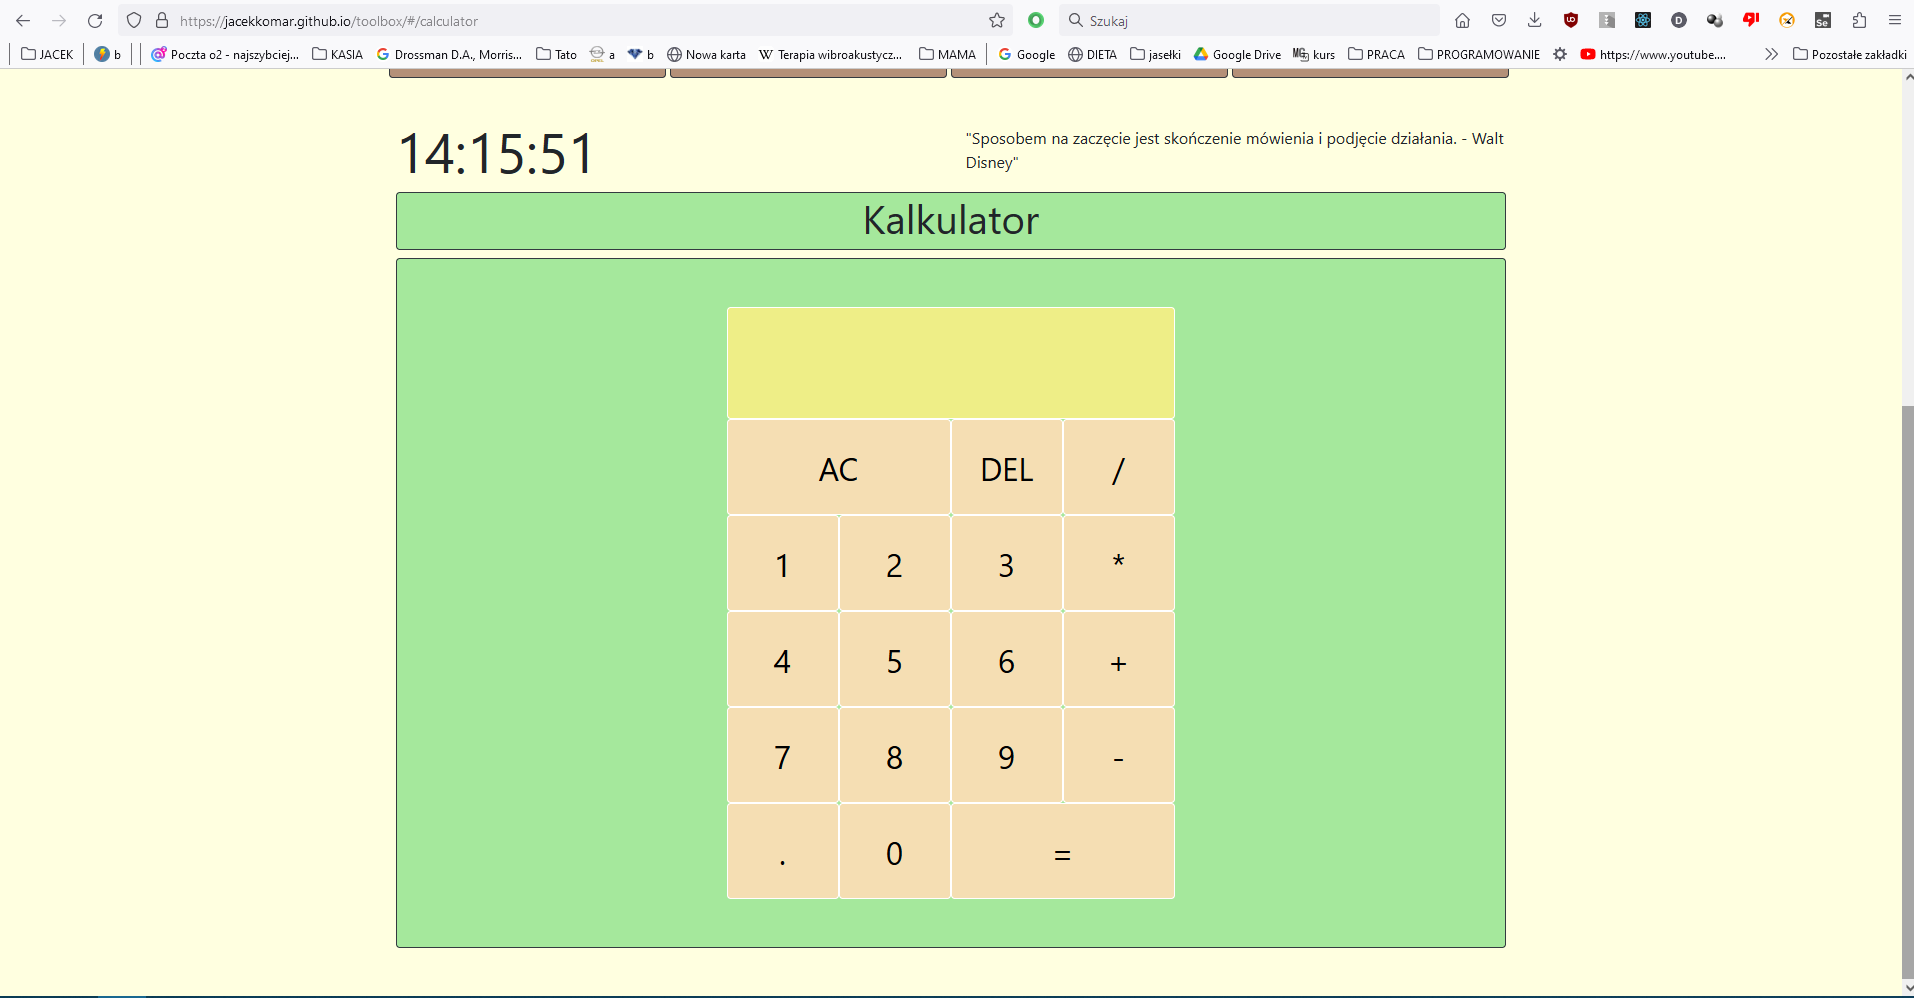 https://jacekkomar.github.io/toolbox/#/calculator
Szukaj
JACEK
b
Poczta o2 - najszybciej...
KASIA
Drossman D.A., Morris...
Tato
a
b
Nowa karta
Terapia wibroakustycz...
MAMA
Google
DIETA
jasełki
Google Drive
kurs
PRACA
PROGRAMOWANIE
https://www.youtube....
Pozostałe zakładki
14:15:51
"Sposobem na zaczęcie jest skończenie mówienia i podjęcie działania. - Walt
Disney"
Kalkulator
AC DEL /
1 2 3 *
4 5 6 +
7 8 9 -
. 0 =